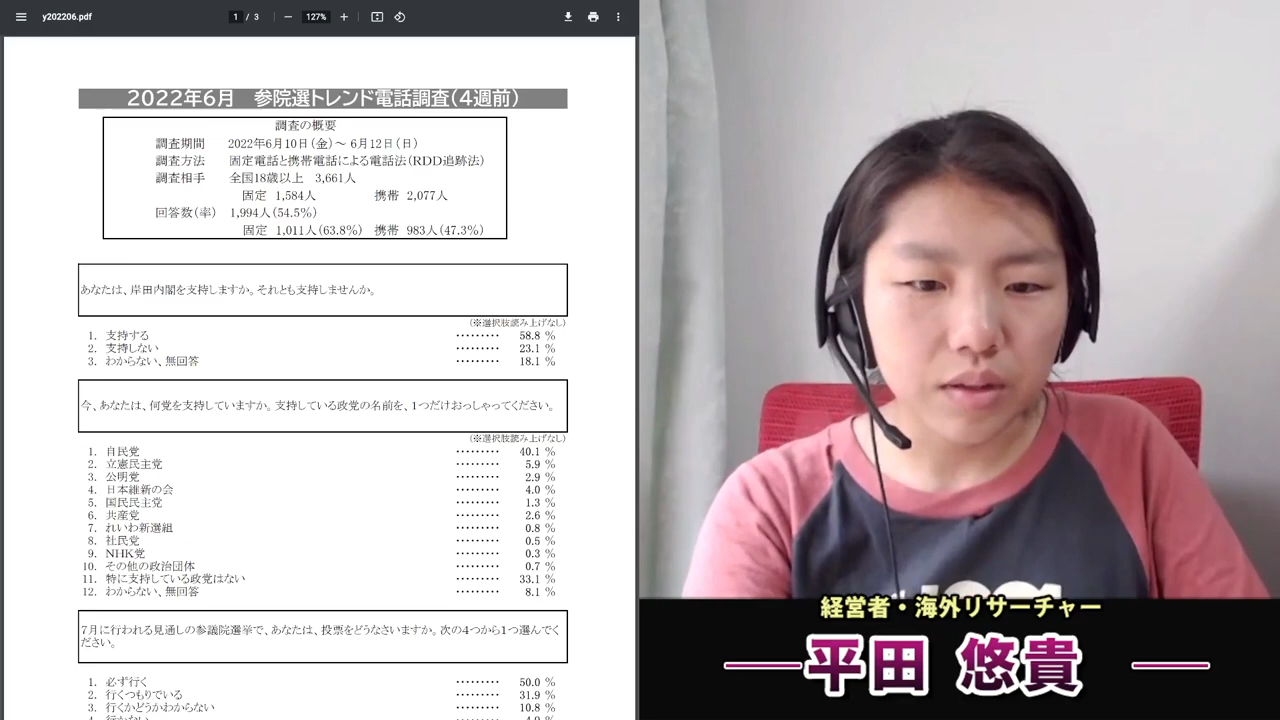 y202206.pdf
1 / 3
127%
2022年6月　参院選トレンド電話調査(4週前)
調査の概要
調査期間　2022年6月10日(金)～ 6月12日(日)
調査方法　固定電話と携帯電話による電話法(RDD追跡法)
調査相手　全国18歳以上　3,661人
固定　1,584人　携帯　2,077人
回答数(率)　1,994人(54.5%)
固定　1,011人(63.8%)　携帯　983人(47.3%)
あなたは、岸田内閣を支持しますか。それとも支持しませんか。
(※選択肢読み上げなし)
1. 支持する ········· 58.8 %
2. 支持しない ········· 23.1 %
3. わからない、無回答 ········· 18.1 %
今、あなたは、何党を支持していますか。支持している政党の名前を、1つだけおっしゃってください。
(※選択肢読み上げなし)
1. 自民党 ········· 40.1 %
2. 立憲民主党 ········· 5.9 %
3. 公明党 ········· 2.9 %
4. 日本維新の会 ········· 4.0 %
5. 国民民主党 ········· 1.3 %
6. 共産党 ········· 2.6 %
7. れいわ新選組 ········· 0.8 %
8. 社民党 ········· 0.5 %
9. NHK党 ········· 0.3 %
10. その他の政治団体 ········· 0.7 %
11. 特に支持している政党はない ········· 33.1 %
12. わからない、無回答 ········· 8.1 %
7月に行われる見通しの参議院選挙で、あなたは、投票をどうなさいますか。次の4つから1つ選んでく
ださい。
1. 必ず行く ········· 50.0 %
2. 行くつもりでいる ········· 31.9 %
3. 行くかどうかわからない ········· 10.8 %
4. 行かない ········· 4.9 %
経営者・海外リサーチャー
平田 悠貴